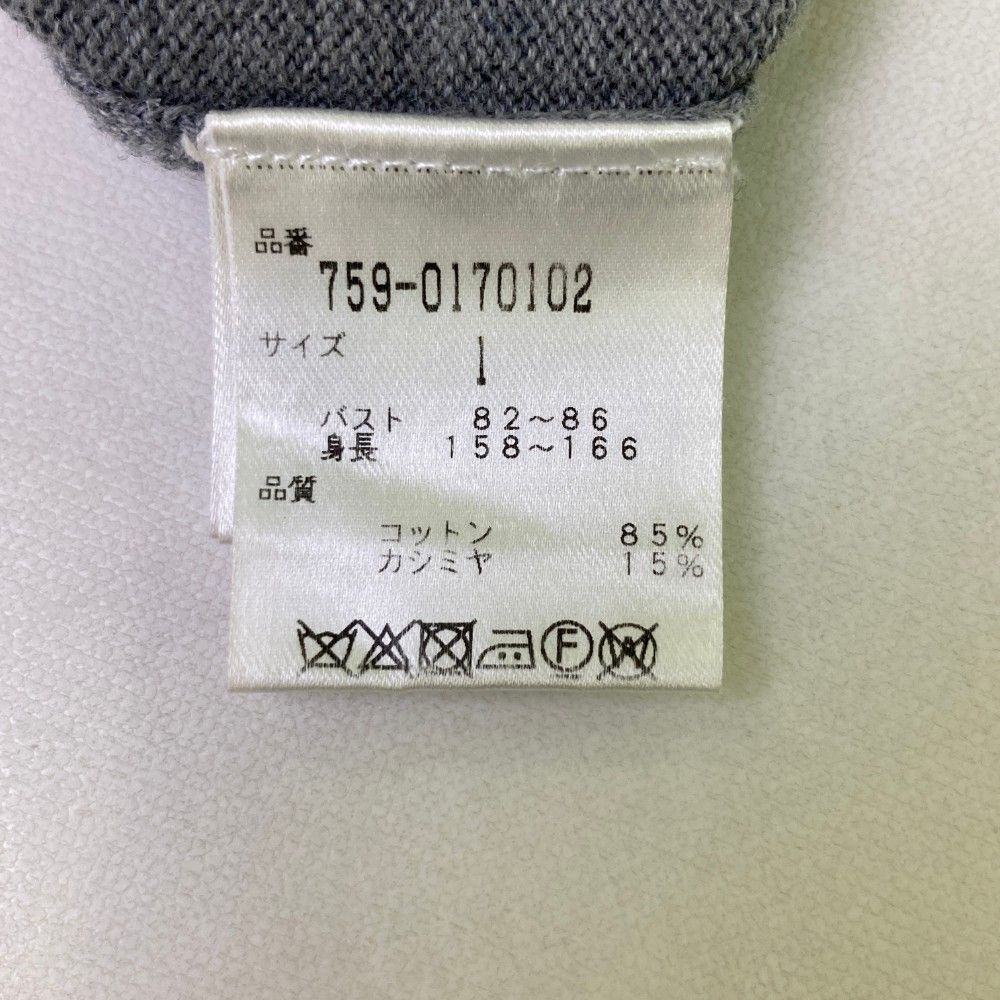 品番
759-0170102
サイズ
1
バスト 82〜86
身長 158〜166
品質
コットン 85%
カシミヤ 15%
F W